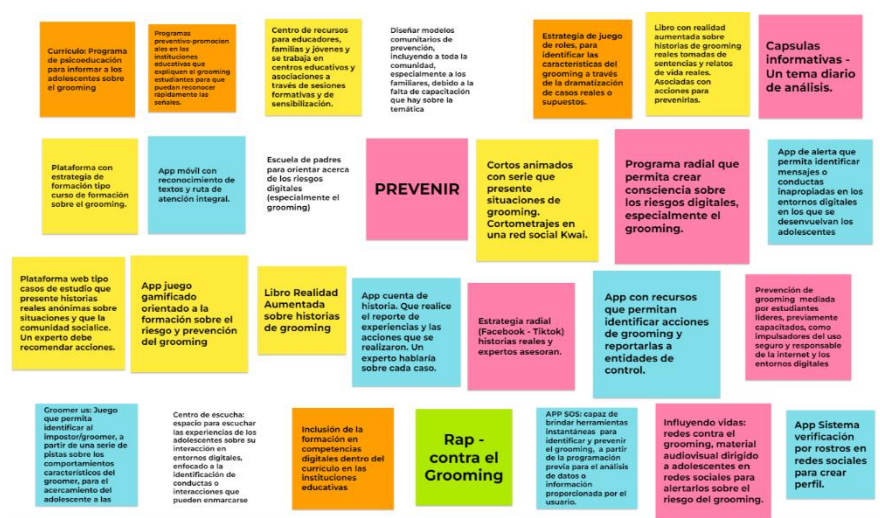 Currículo: Programa
de psicoeducación
para informar a los
adolescentes sobre
el grooming
Programas
preventivo-promocion
ales en las
instituciones
educativas que
expliquen el grooming
estudiantes para que
puedan reconocer
rápidamente las
señales.
Centro de recursos
para educadores,
familias y jóvenes y
se trabaja en
centros educativos y
asociaciones a
través de sesiones
formativas y de
sensibilización.
Diseñar modelos
comunitarios de
prevención,
incluyendo a toda la
comunidad,
especialmente a los
familiares, debido a la
falta de capacitación
que hay sobre la
temática
Estrategia de juego
de roles, para
identificar las
características del
grooming a través de
la dramatización de
casos reales o
supuestos.
Libro con realidad
aumentada sobre
historias de grooming
reales tomadas de
sentencias y relatos
de vida reales.
Asociadas con
acciones para
prevenirlas.
Capsulas
informativas -
Un tema diario
de análisis.
Plataforma con
estrategia de
formación tipo
curso de formación
sobre el grooming.
App móvil con
reconocimiento de
textos y ruta de
atención integral.
Escuela de padres
para orientar acerca
de los riesgos
digitales
(especialmente el
grooming)
PREVENIR
Cortos animados
con serie que
presente
situaciones de
grooming.
Cortometrajes en
una red social Kwai.
Programa radial que
permita crear
consciencia sobre
los riesgos digitales,
especialmente el
grooming.
App de alerta que
permita identificar
mensajes o
conductas
inapropiadas en los
entornos digitales
en los que se
desenvuelvan los
adolescentes
Plataforma web tipo
casos de estudio que
presente historias
reales anónimas sobre
situaciones y que la
comunidad socialice.
Un experto debe
recomendar acciones.
App juego
gamificado
orientado a la
formación sobre el
riesgo y prevención
del grooming
Libro Realidad
Aumentada
sobre historias
de grooming
App cuenta de
historia. Que realice
el reporte de
experiencias y las
acciones que se
realizaron. Un
experto hablaría
sobre cada caso.
Estrategia radial
(Facebook - Tiktok)
historias reales y
expertos asesoran.
App con recursos
que permitan
identificar acciones
de grooming y
reportarlas a
entidades de
control.
Prevención de
grooming mediada
por estudiantes
líderes, previamente
capacitados, como
impulsadores del uso
seguro y responsable
de la internet y los
entornos digitales
Groomer us: Juego
que permita
identificar al
impostor/groomer, a
partir de una serie de
pistas sobre los
comportamientos
característicos del
groomer, para el
acercamiento del
adolescente a las
Centro de escucha:
espacio para escuchar
las experiencias de los
adolescentes sobre su
interacción en
entornos digitales,
enfocado a la
identificación de
conductas o
interacciones que
pueden enmarcarse
Inclusión de la
formación en
competencias
digitales dentro del
currículo en las
instituciones
educativas
Rap -
contra el
Grooming
APP SOS: capaz de
brindar herramientas
instantáneas para
identificar y prevenir
el grooming, a partir
de la programación
previa para el análisis
de datos o
información
proporcionada por el
usuario.
Influyendo vidas:
redes contra el
grooming, material
audiovisual dirigido
a adolescentes en
redes sociales para
alertarlos sobre el
riesgo del grooming.
App Sistema
verificación
por rostros en
redes sociales
para crear
perfil.